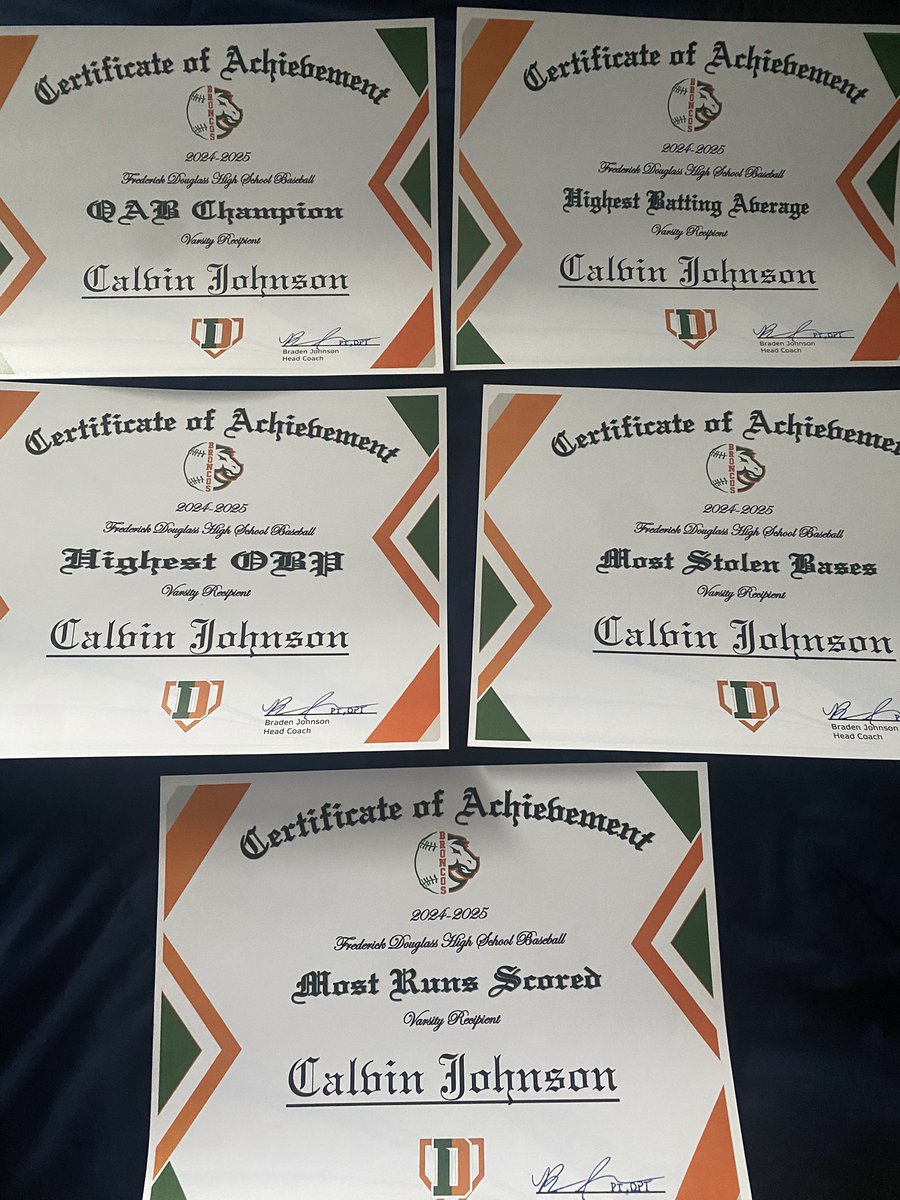 Certificate of Achievement
BRONCOS
2024-2025
Frederick Douglass High School Baseball
QAB Champion
Varsity Recipient
Calvin Johnson
D
PT, DPT
Braden Johnson
Head Coach
Certificate of Achievement
BRONCOS
2024-2025
Frederick Douglass High School Baseball
Highest Batting Average
Varsity Recipient
Calvin Johnson
D
PT, DPT
Braden Johnson
Head Coach
Certificate of Achievement
BRONCOS
2024-2025
Frederick Douglass High School Baseball
Highest OBP
Varsity Recipient
Calvin Johnson
D
PT, DPT
Braden Johnson
Head Coach
Certificate of Achieveme
BRONCOS
2024-2025
Frederick Douglass High School Baseball
Most Stolen Bases
Varsity Recipient
Calvin Johnson
D
Braden Johnson
Head Coach
Certificate of Achievement
BRONCOS
2024-2025
Frederick Douglass High School Baseball
Most Runs Scored
Varsity Recipient
Calvin Johnson
D
PT, DPT